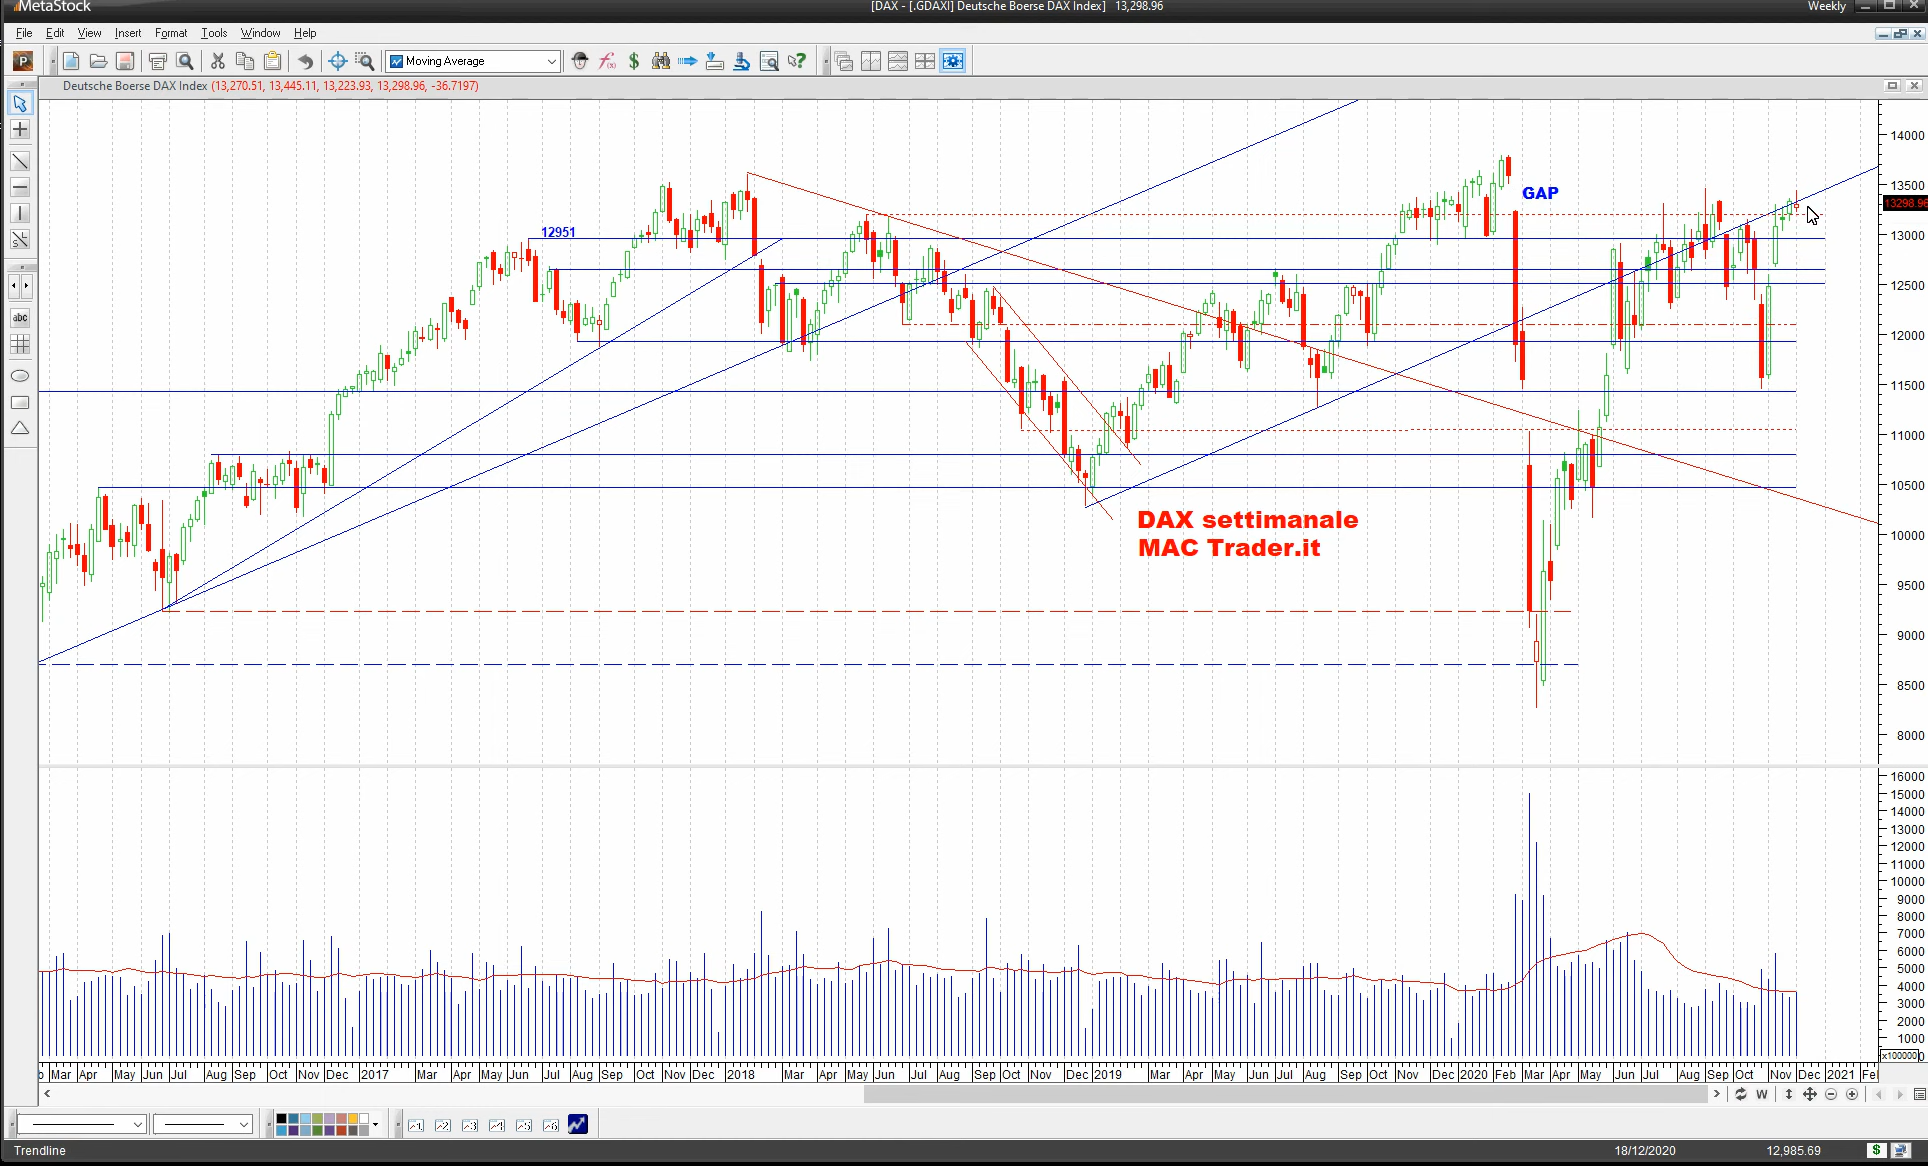 MetaStock
[DAX - [.GDAXI] Deutsche Boerse DAX Index] 13,298.96
Weekly
File Edit View Insert Format Tools Window Help
P
Moving Average
Deutsche Boerse DAX Index (13,270.51, 13,445.11, 13,223.93, 13,298.96, -36.7197)
abc
14000
13500
13298.96
13000
12500
12000
11500
11000
10500
10000
9500
9000
8500
8000
GAP
12951
DAX settimanale
MAC Trader.it
16000
15000
14000
13000
12000
11000
10000
9000
8000
7000
6000
5000
4000
3000
2000
1000
x100000
Mar Apr May Jun Jul Aug Sep Oct Nov Dec 2017 Mar Apr May Jun Jul Aug Sep Oct Nov Dec 2018 Mar Apr May Jun Jul Aug Sep Oct Nov Dec 2019 Mar Apr May Jun Jul Aug Sep Oct Nov Dec 2020 Feb Mar Apr May Jun Jul Aug Sep Oct Nov Dec 2021
W
Trendline
18/12/2020
12,985.69
$